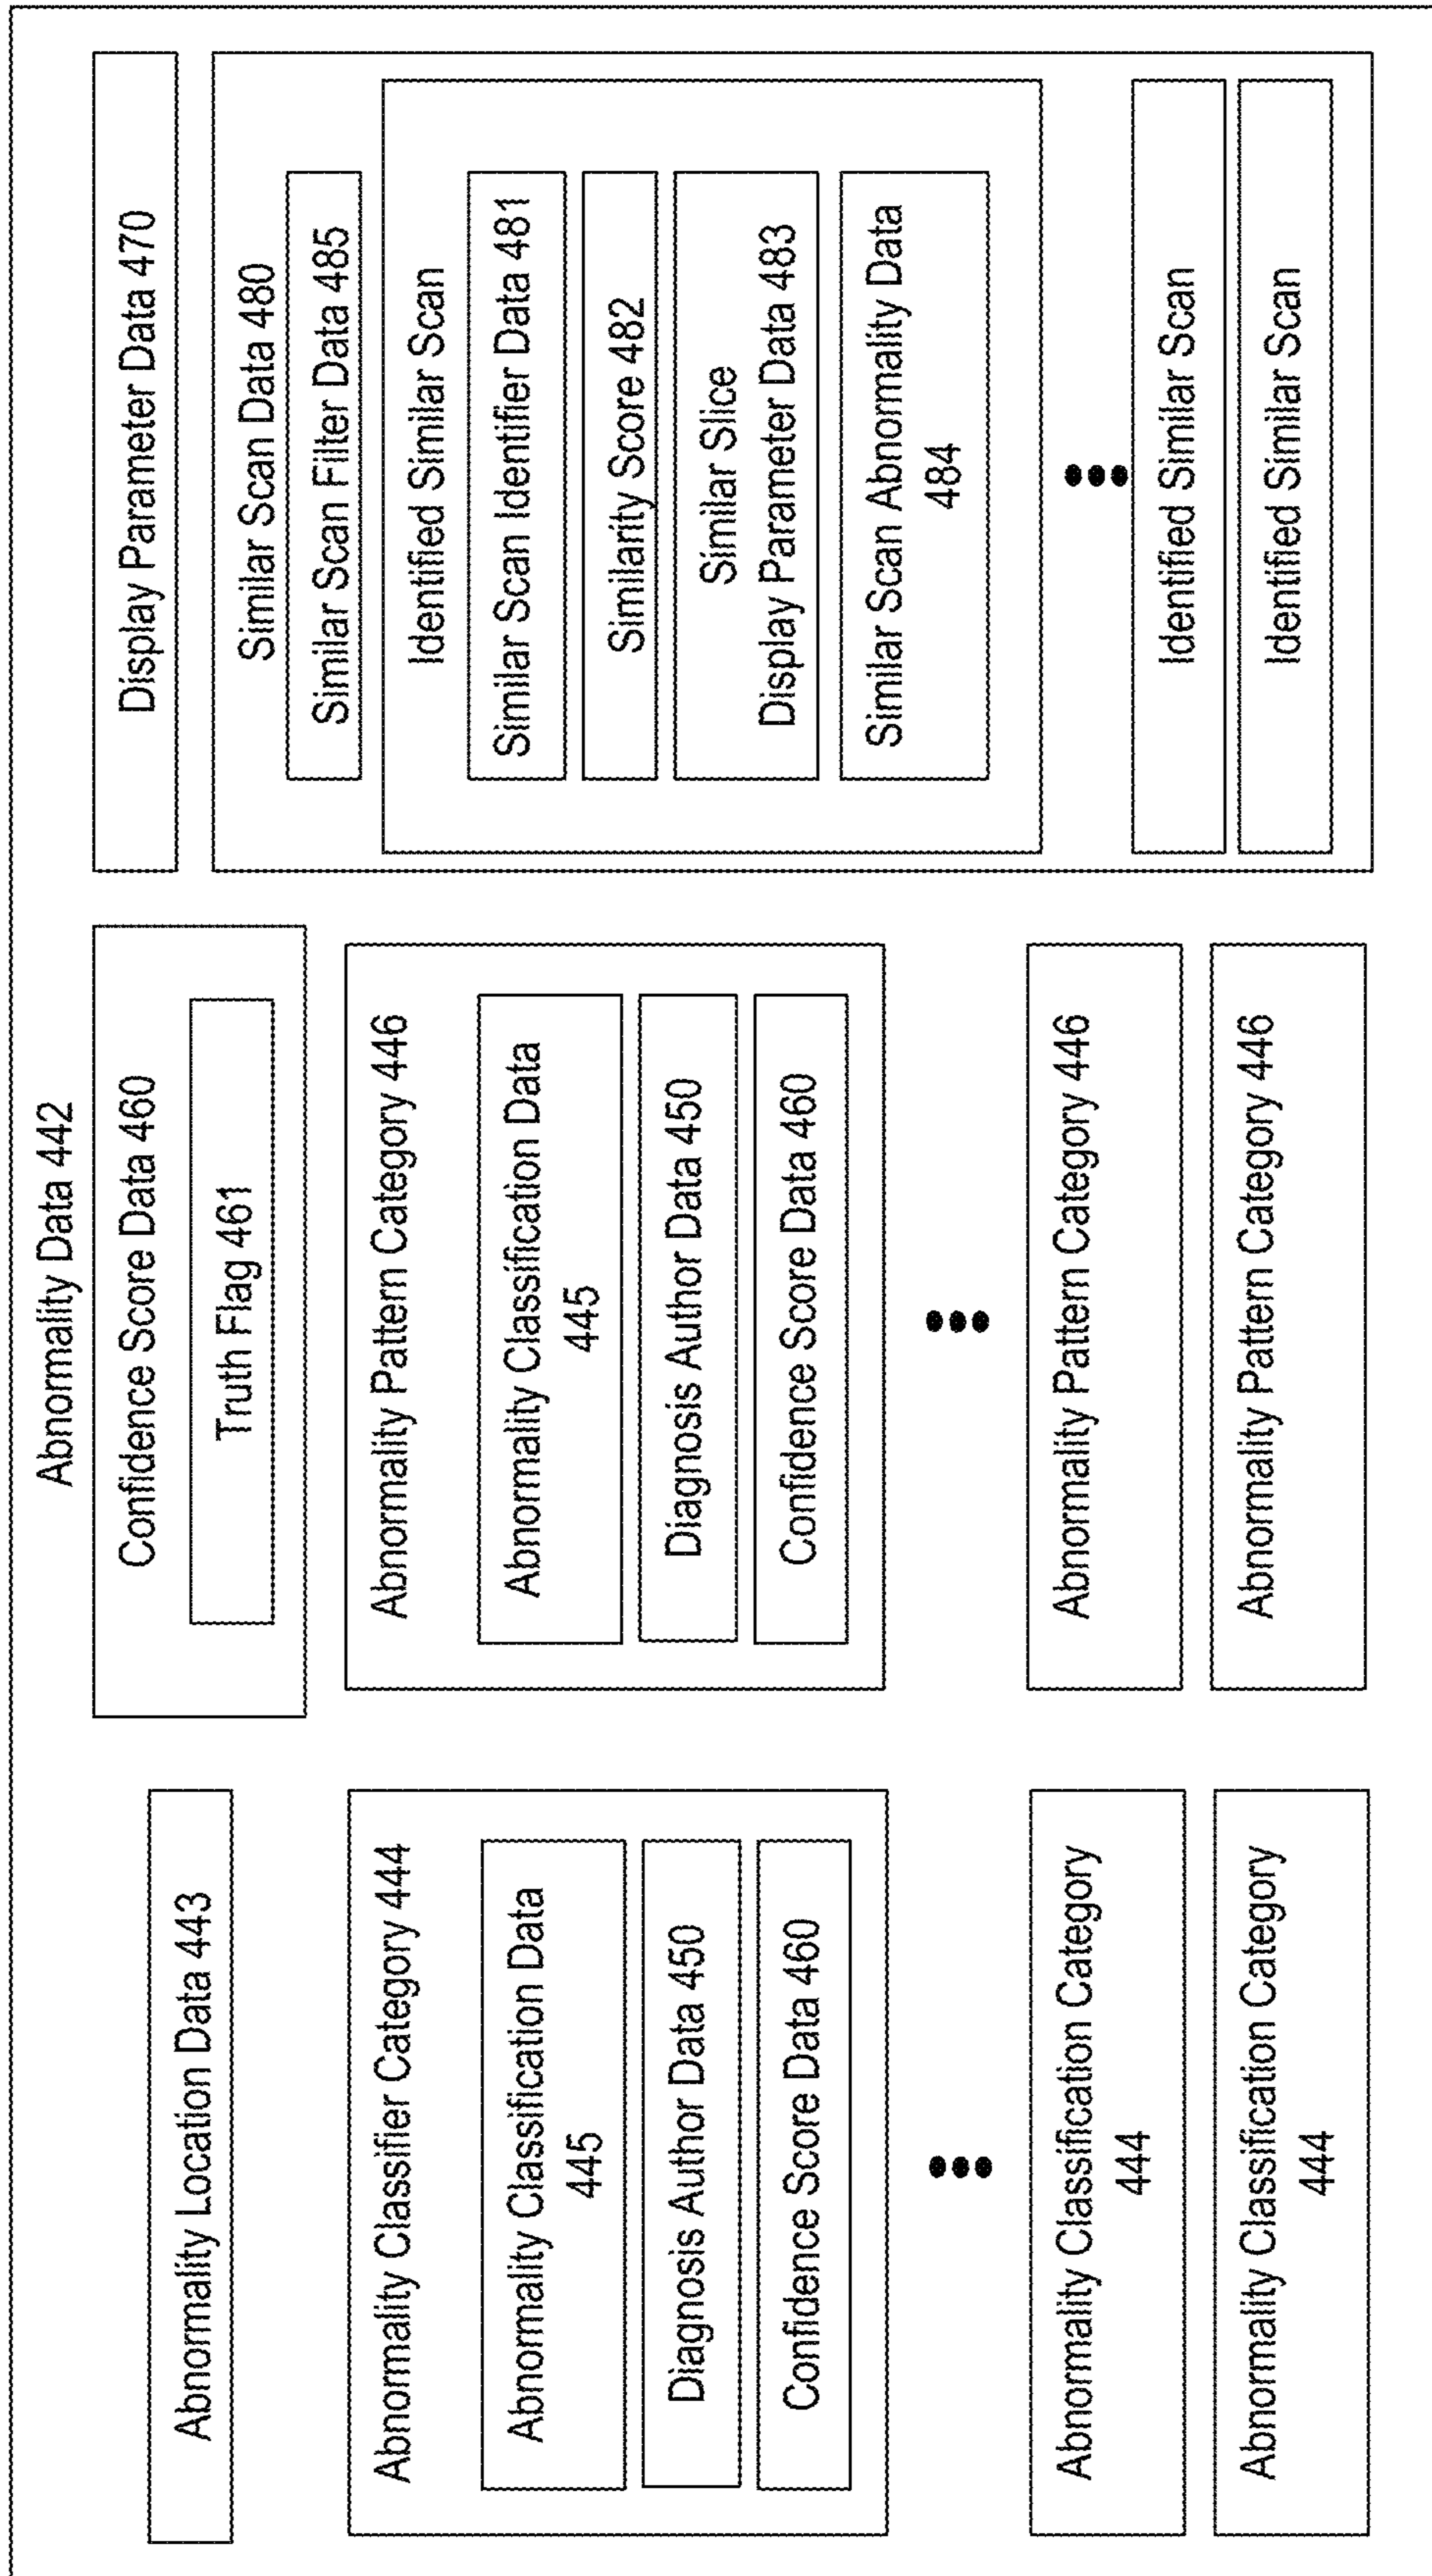 Abnormality Data 442
Abnormality Location Data 443
Abnormality Classifier Category 444
Abnormality Classification Data
445
Diagnosis Author Data 450
Confidence Score Data 460
Abnormality Classification Category
444
Abnormality Classification Category
444
Confidence Score Data 460
Truth Flag 461
Abnormality Pattern Category 446
Abnormality Classification Data
445
Diagnosis Author Data 450
Confidence Score Data 460
Abnormality Pattern Category 446
Abnormality Pattern Category 446
Display Parameter Data 470
Similar Scan Data 480
Similar Scan Filter Data 485
Identified Similar Scan
Similar Scan Identifier Data 481
Similarity Score 482
Similar Slice
Display Parameter Data 483
Similar Scan Abnormality Data
484
Identified Similar Scan
Identified Similar Scan